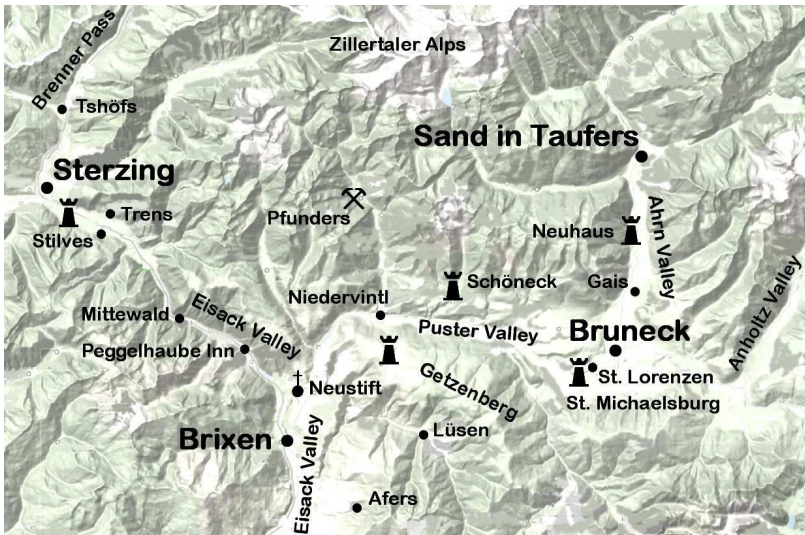 Brenner Pass
Zillertaler Alps
Tshöfs
Sand in Taufers
Sterzing
Trens
Pfunders
Stilves
Neuhaus
Ahrn Valley
Schöneck
Gais
Anholtz Valley
Niedervintl
Mittewald
Eisack Valley
Puster Valley
Bruneck
Peggelhaube Inn
St. Lorenzen
St. Michaelsburg
Neustift
Getzenberg
Brixen
Lüsen
Eisack Valley
Afers